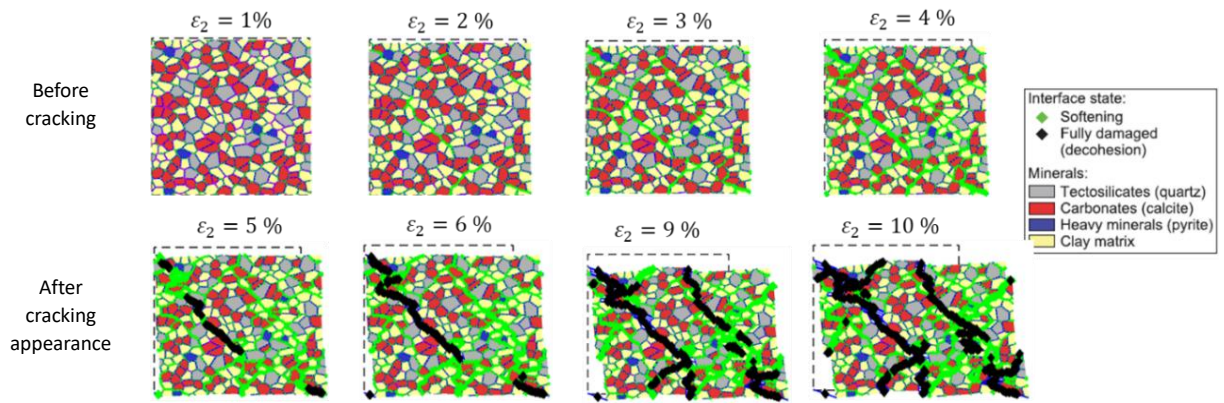 ε₂ = 1% ε₂ = 2 % ε₂ = 3 % ε₂ = 4 %
Before
cracking
Interface state:
Softening
Fully damaged
(decohesion)
Minerals:
Tectosilicates (quartz)
Carbonates (calcite)
Heavy minerals (pyrite)
Clay matrix
ε₂ = 5 % ε₂ = 6 % ε₂ = 9 % ε₂ = 10 %
After
cracking
appearance